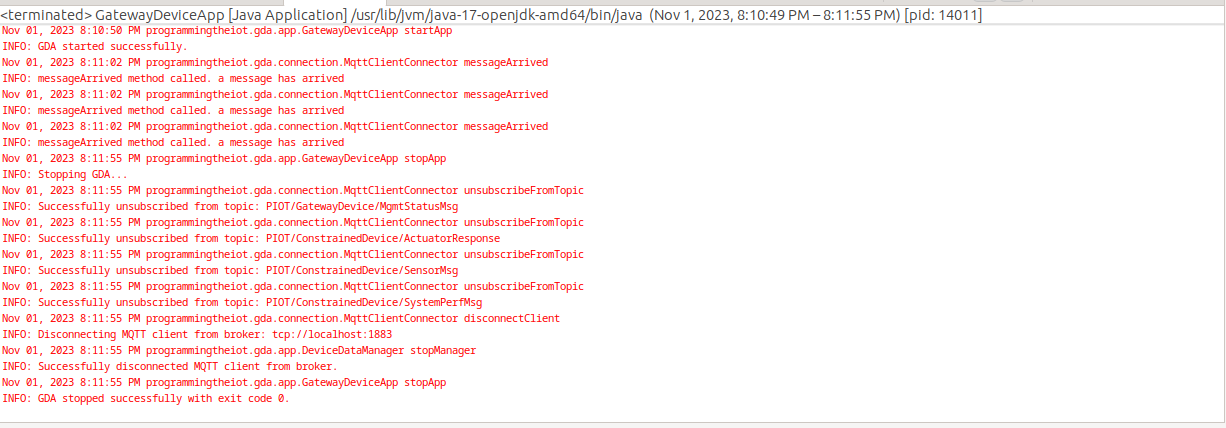 <terminated> GatewayDeviceApp [Java Application] /usr/lib/jvm/java-17-openjdk-amd64/bin/java (Nov 1, 2023, 8:10:49 PM – 8:11:55 PM) [pid: 14011]
Nov 01, 2023 8:10:50 PM programmingtheiot.gda.app.GatewayDeviceApp startApp
INFO: GDA started successfully.
Nov 01, 2023 8:11:02 PM programmingtheiot.gda.connection.MqttClientConnector messageArrived
INFO: messageArrived method called. a message has arrived
Nov 01, 2023 8:11:02 PM programmingtheiot.gda.connection.MqttClientConnector messageArrived
INFO: messageArrived method called. a message has arrived
Nov 01, 2023 8:11:02 PM programmingtheiot.gda.connection.MqttClientConnector messageArrived
INFO: messageArrived method called. a message has arrived
Nov 01, 2023 8:11:55 PM programmingtheiot.gda.app.GatewayDeviceApp stopApp
INFO: Stopping GDA...
Nov 01, 2023 8:11:55 PM programmingtheiot.gda.connection.MqttClientConnector unsubscribeFromTopic
INFO: Successfully unsubscribed from topic: PIOT/GatewayDevice/MgmtStatusMsg
Nov 01, 2023 8:11:55 PM programmingtheiot.gda.connection.MqttClientConnector unsubscribeFromTopic
INFO: Successfully unsubscribed from topic: PIOT/ConstrainedDevice/ActuatorResponse
Nov 01, 2023 8:11:55 PM programmingtheiot.gda.connection.MqttClientConnector unsubscribeFromTopic
INFO: Successfully unsubscribed from topic: PIOT/ConstrainedDevice/SensorMsg
Nov 01, 2023 8:11:55 PM programmingtheiot.gda.connection.MqttClientConnector unsubscribeFromTopic
INFO: Successfully unsubscribed from topic: PIOT/ConstrainedDevice/SystemPerfMsg
Nov 01, 2023 8:11:55 PM programmingtheiot.gda.connection.MqttClientConnector disconnectClient
INFO: Disconnecting MQTT client from broker: tcp://localhost:1883
Nov 01, 2023 8:11:55 PM programmingtheiot.gda.app.DeviceDataManager stopManager
INFO: Successfully disconnected MQTT client from broker.
Nov 01, 2023 8:11:55 PM programmingtheiot.gda.app.GatewayDeviceApp stopApp
INFO: GDA stopped successfully with exit code 0.